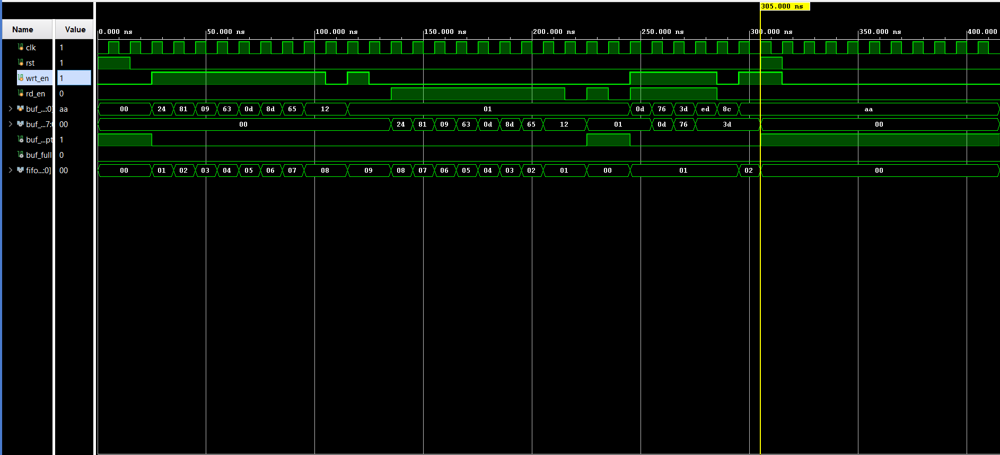 305.000 ns
Name Value 0.000 ns 50.000 ns 100.000 ns 150.000 ns 200.000 ns 250.000 ns 300.000 ns 350.000 ns 400.000
clk 1
rst 1
wrt_en 1
rd_en 0
buf_...:0] aa 00 24 81 09 63 0d 8d 65 12 01 0d 76 3d ed 8c aa
buf_...7: 00 00 24 81 09 63 0d 8d 65 12 01 0d 76 3d 00
buf_...pt 1
buf_full 0
fifo...:0] 00 00 01 02 03 04 05 06 07 08 09 08 07 06 05 04 03 02 01 00 01 02 00